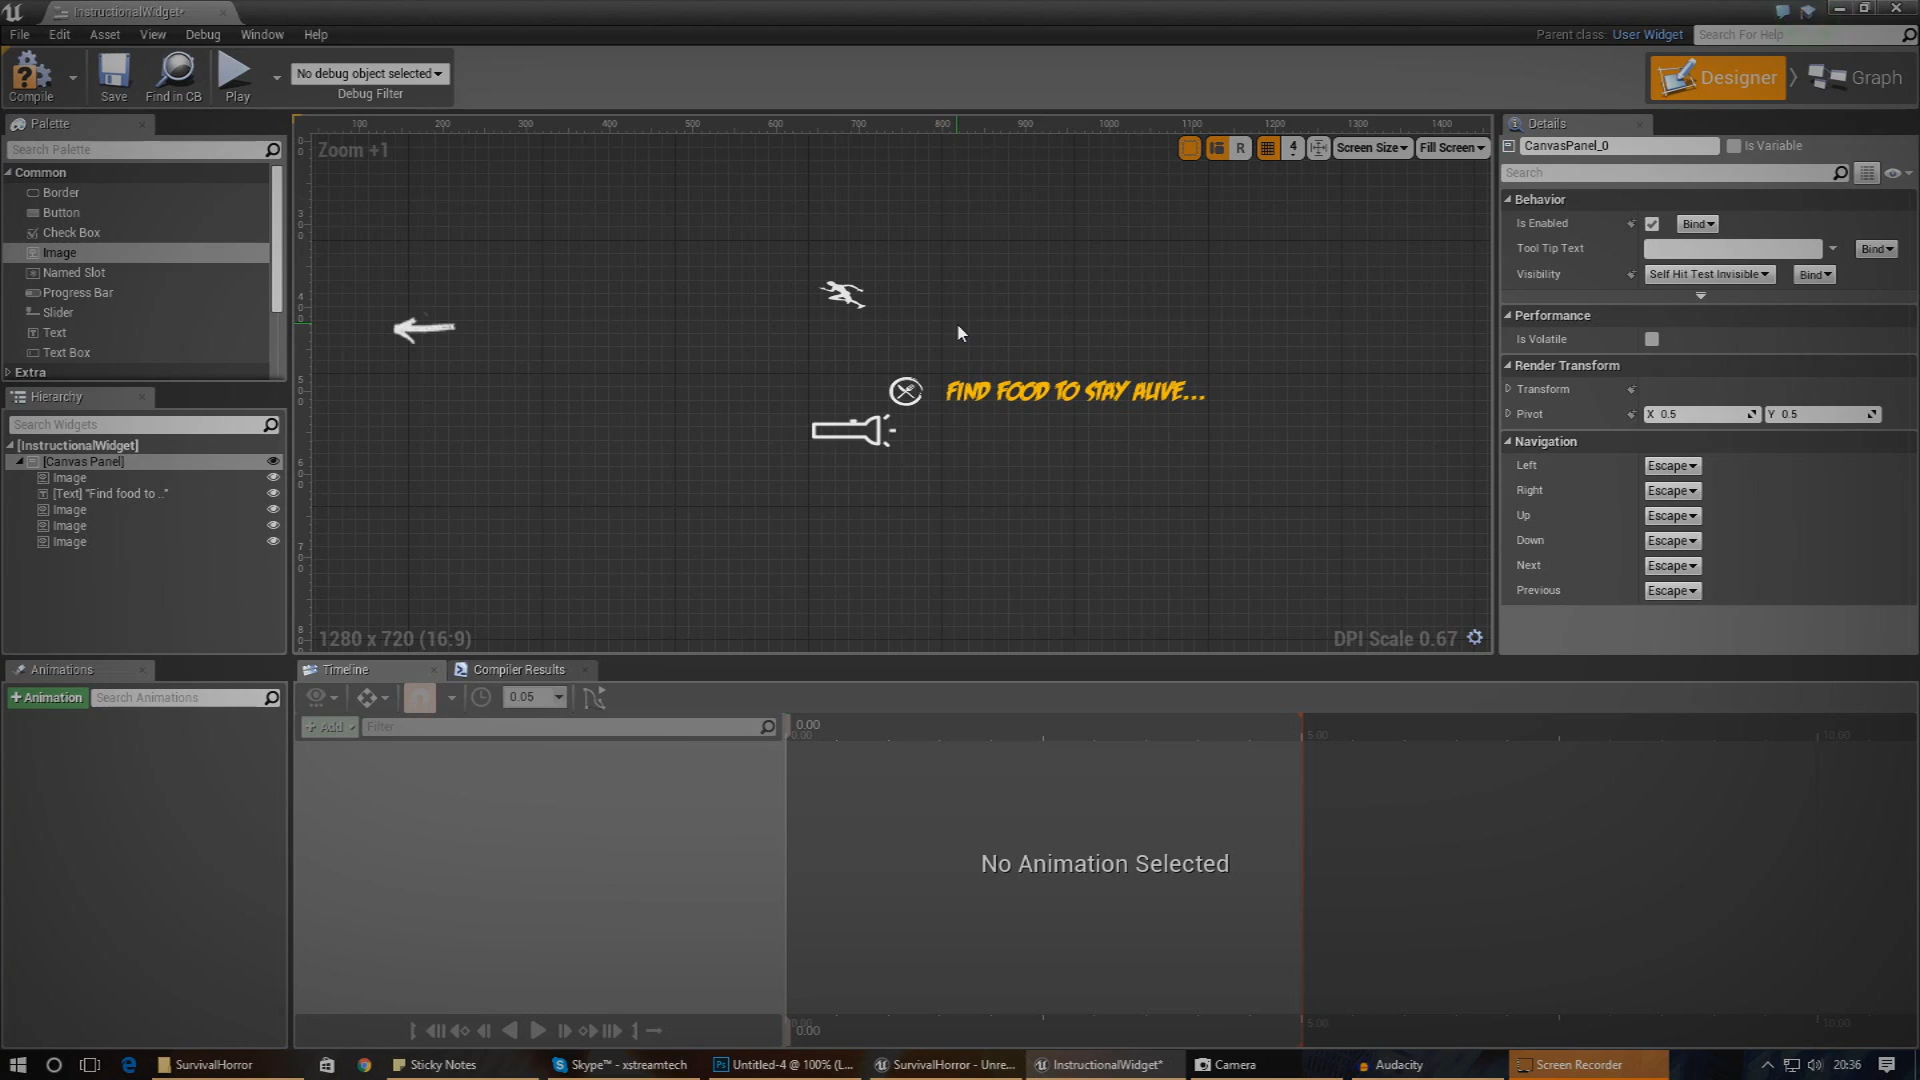 InstructionalWidget*
File Edit Asset View Debug Window Help
Parent class: User Widget Search For Help
Compile Save Find in CB Play
No debug object selected
Debug Filter
Designer Graph
Palette
Search Palette
Common
Border
Button
Check Box
Image
Named Slot
Progress Bar
Slider
Text
Text Box
Extra
Hierarchy
Search Widgets
[InstructionalWidget]
[Canvas Panel]
Image
[Text] "Find food to .."
Image
Image
Image
100 200 300 400 500 600 700 800 900 1000 1100 1200 1300 1400
Zoom +1
R 4 Screen Size Fill Screen
FIND FOOD TO STAY ALIVE...
1280 x 720 (16:9)
DPI Scale 0.67
Details
CanvasPanel_0 Is Variable
Search
Behavior
Is Enabled Bind
Tool Tip Text Bind
Visibility Self Hit Test Invisible Bind
Performance
Is Volatile
Render Transform
Transform
Pivot X 0.5 Y 0.5
Navigation
Left Escape
Right Escape
Up Escape
Down Escape
Next Escape
Previous Escape
Animations
+Animation Search Animations
Timeline Compiler Results
0.05
+ Add Filter
0.00
0.00 5.00 10.00
No Animation Selected
0.00 5.00 10.00
0.00
SurvivalHorror Sticky Notes Skype™ - xstreamtech Untitled-4 @ 100% (L... SurvivalHorror - Unre... InstructionalWidget* Camera Audacity Screen Recorder 20:36